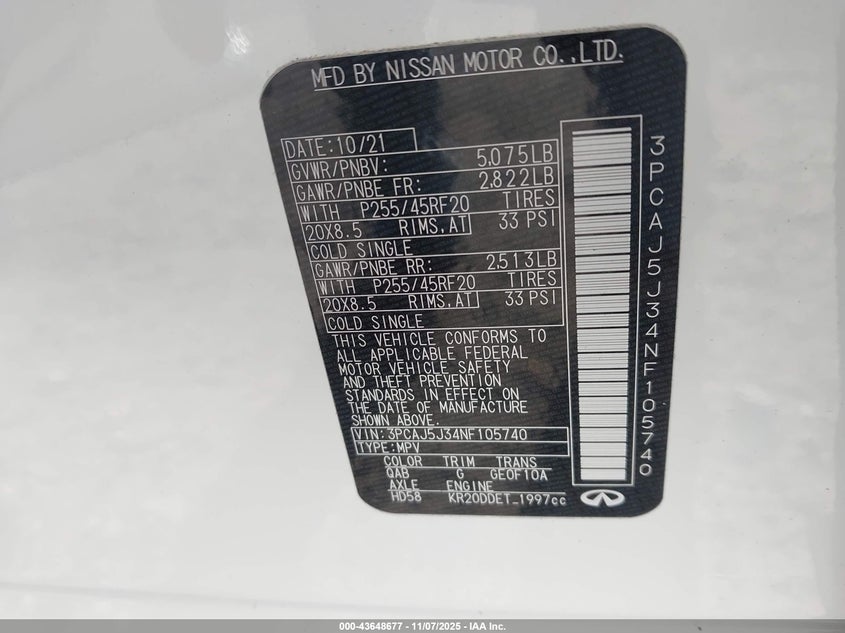 MFD BY NISSAN MOTOR CO.,LTD.
DATE:10/21
GVWR/PNBV: 5.075LB
GAWR/PNBE FR: 2.822LB
WITH P255/45RF20 TIRES
20X8.5 RIMS,AT 33 PSI
COLD SINGLE
GAWR/PNBE RR: 2.513LB
WITH P255/45RF20 TIRES
20X8.5 RIMS,AT 33 PSI
COLD SINGLE
THIS VEHICLE CONFORMS TO
ALL APPLICABLE FEDERAL
MOTOR VEHICLE SAFETY
AND THEFT PREVENTION
STANDARDS IN EFFECT ON
THE DATE OF MANUFACTURE
SHOWN ABOVE.
VIN:3PCAJ5J34NF105740
TYPE:MPV
COLOR TRIM TRANS
QAB G GE0F10A
AXLE ENGINE
HD58 KR20DDET_1997cc
3PCAJ5J34NF105740
000-43648677 - 11/07/2025 - IAA Inc.